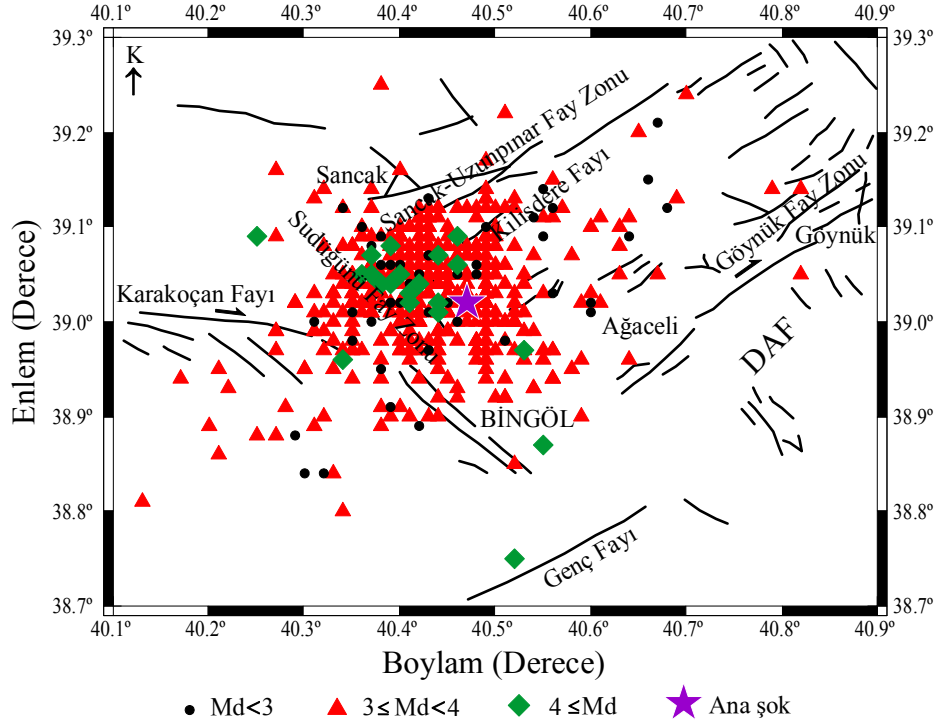 40.1º 40.2º 40.3º 40.4º 40.5º 40.6º 40.7º 40.8º 40.9º
39.3º 39.3º
K
39.2º 39.2º
Sancak-Uzunpınar Fay Zonu
Sancak
Kilisdere Fayı
39.1º 39.1º
Sudüğünü Fay Zonu
Göynük Fay Zonu
Göynük
Karakoçan Fayı
39.0º 39.0º
Ağaceli
DAF
38.9º 38.9º
BİNGÖL
38.8º 38.8º
Genç Fayı
38.7º 38.7º
40.1º 40.2º 40.3º 40.4º 40.5º 40.6º 40.7º 40.8º 40.9º
Enlem (Derece)
Boylam (Derece)
Md<3 3≤Md<4 4≤Md Ana şok